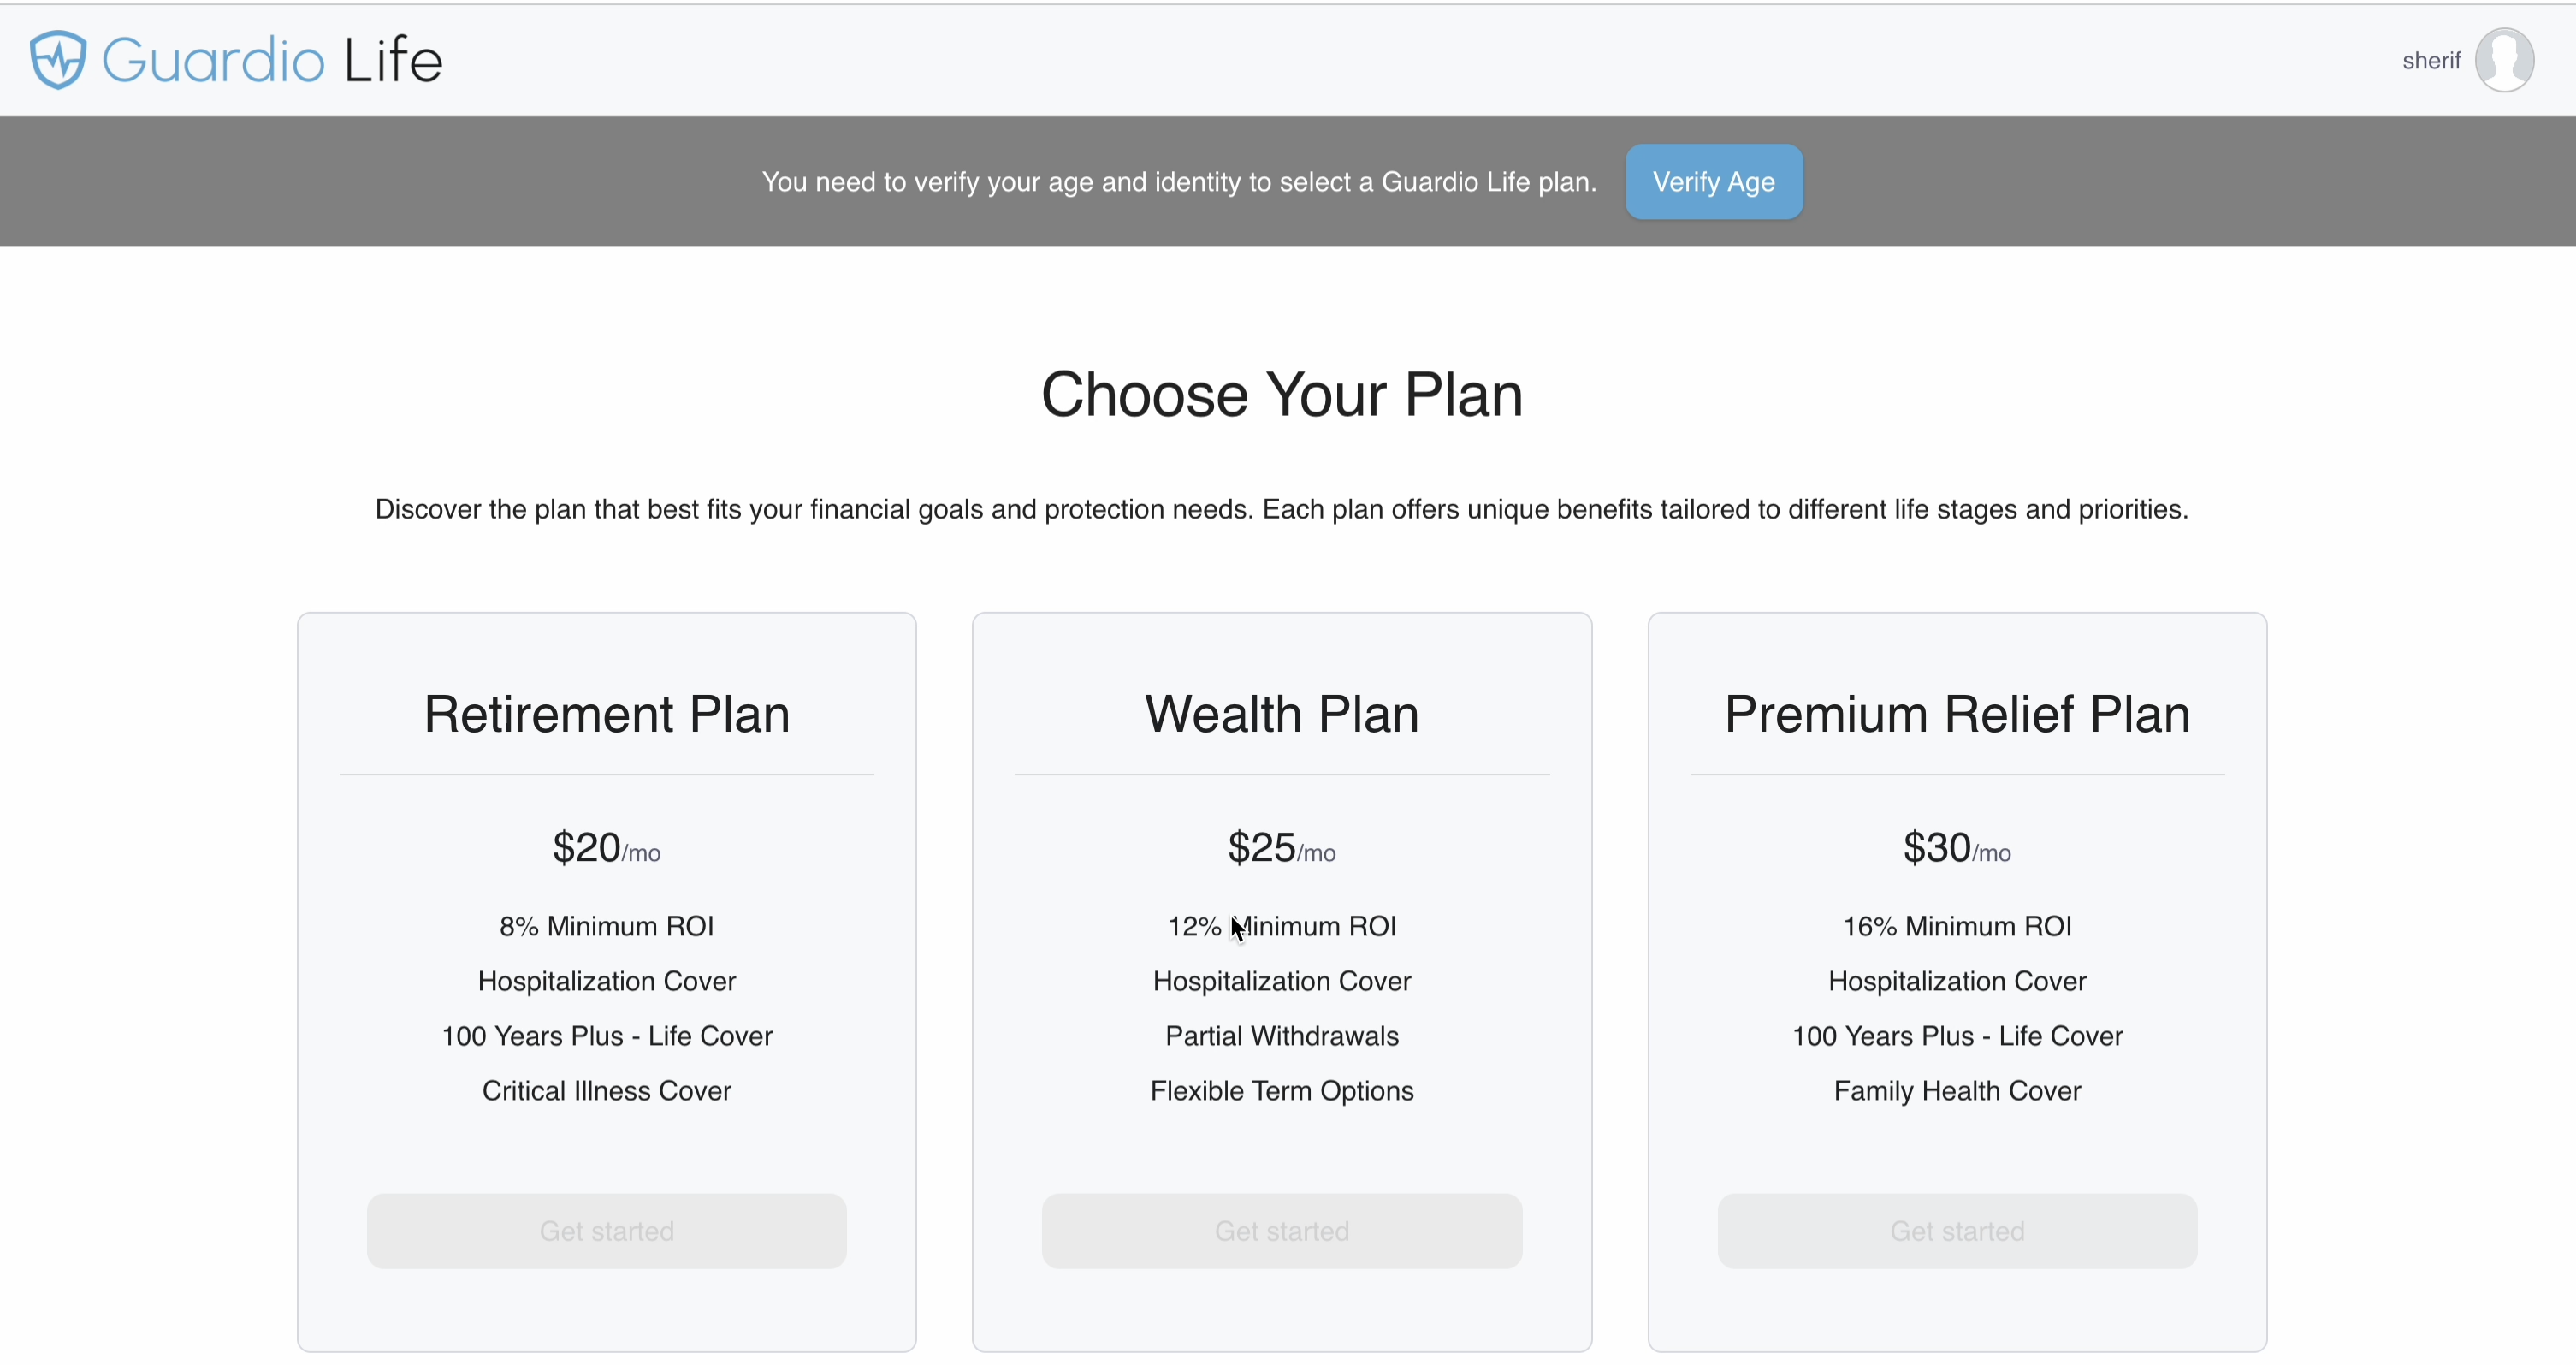 Guardio Life
sherif
You need to verify your age and identity to select a Guardio Life plan.
Verify Age
Choose Your Plan
Discover the plan that best fits your financial goals and protection needs. Each plan offers unique benefits tailored to different life stages and priorities.
Retirement Plan
$20/mo
8% Minimum ROI
Hospitalization Cover
100 Years Plus - Life Cover
Critical Illness Cover
Get started
Wealth Plan
$25/mo
12% Minimum ROI
Hospitalization Cover
Partial Withdrawals
Flexible Term Options
Get started
Premium Relief Plan
$30/mo
16% Minimum ROI
Hospitalization Cover
100 Years Plus - Life Cover
Family Health Cover
Get started